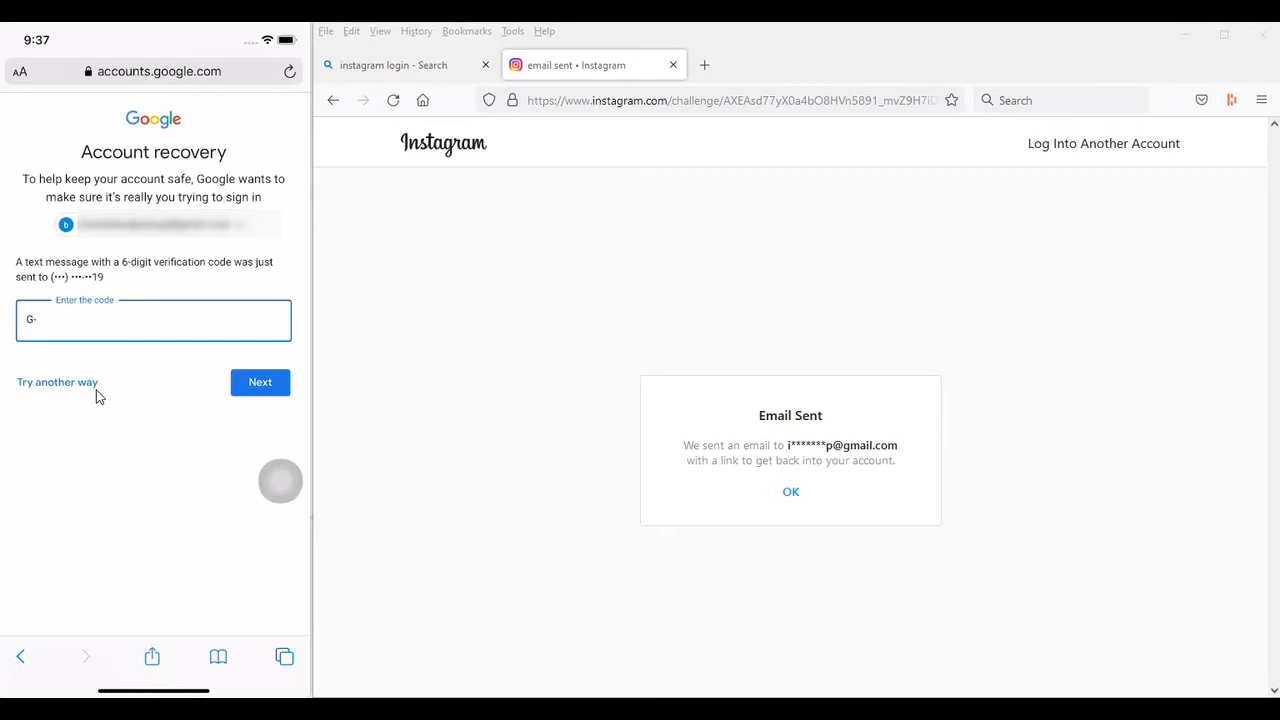 9:37
AA
accounts.google.com
Google
Account recovery
To help keep your account safe, Google wants to
make sure it's really you trying to sign in
b
A text message with a 6-digit verification code was just
sent to (•••) •••-••19
Enter the code
G-
Try another way
Next
File Edit View History Bookmarks Tools Help
instagram login - Search
email sent • Instagram
https://www.instagram.com/challenge/AXEAsd77yX0a4bO8HVn5891_mvZ9H7iD
Search
Instagram
Log Into Another Account
Email Sent
We sent an email to i*******p@gmail.com
with a link to get back into your account.
OK